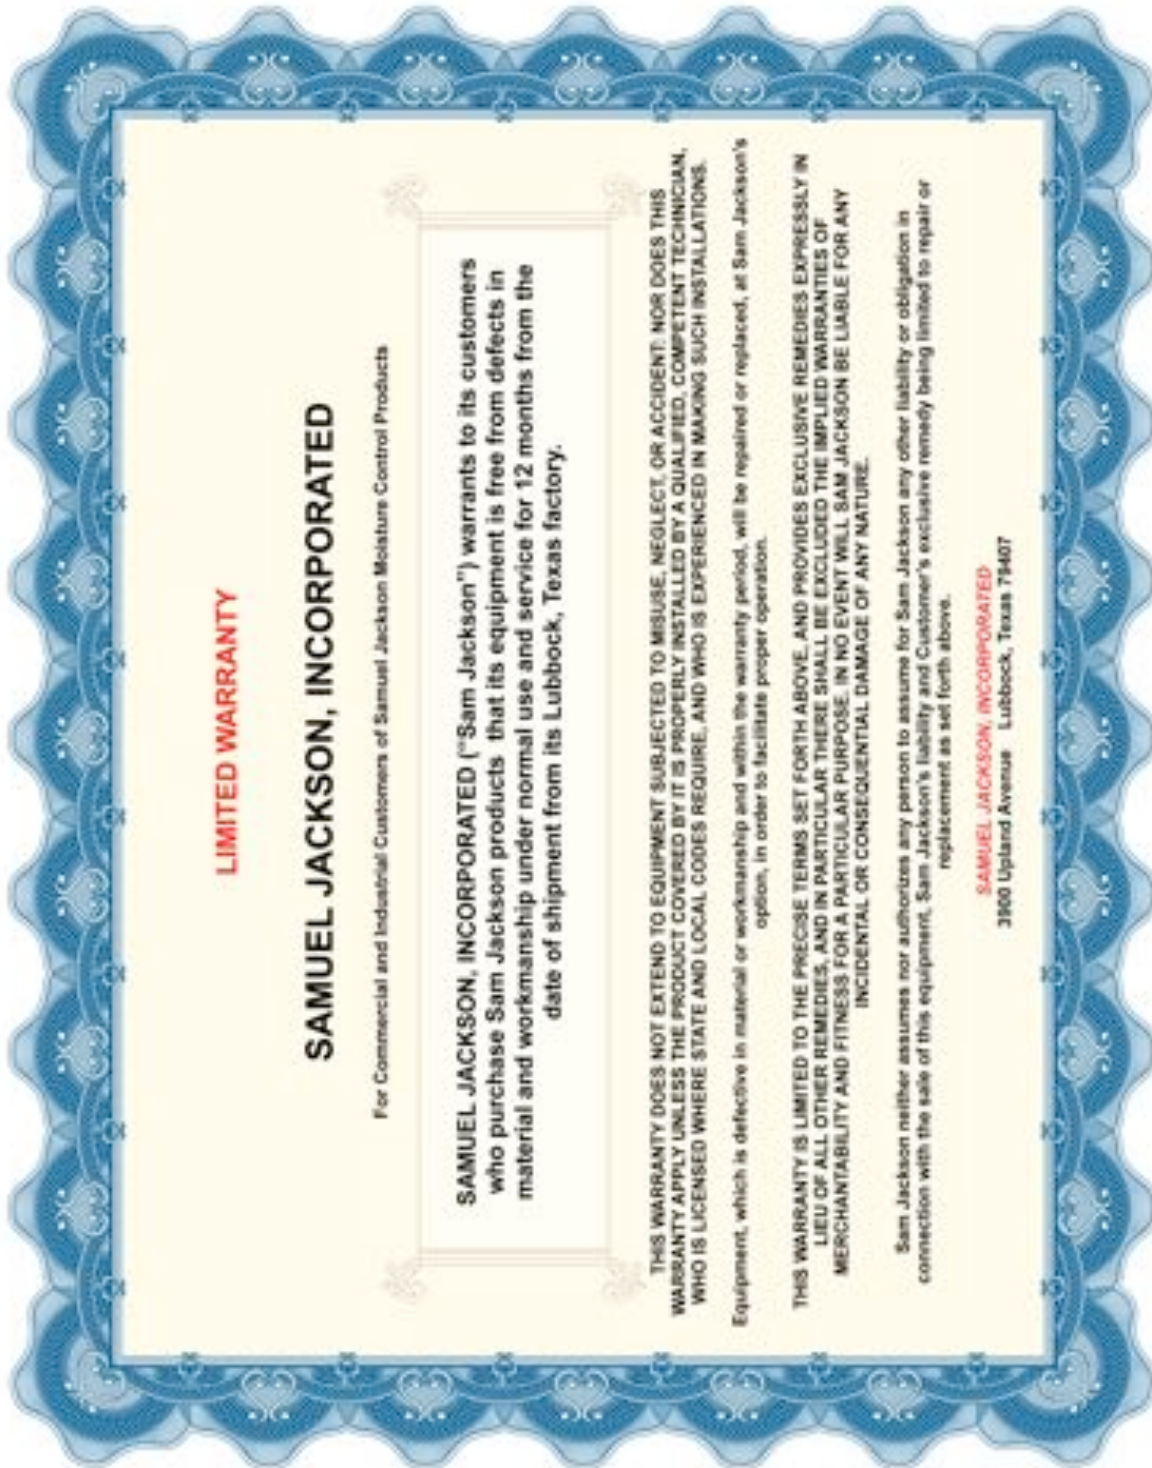 LIMITED WARRANTY
SAMUEL JACKSON, INCORPORATED
For Commercial and Industrial Customers of Samuel Jackson Moisture Control Products
SAMUEL JACKSON, INCORPORATED ("Sam Jackson") warrants to its customers
who purchase Sam Jackson products that its equipment is free from defects in
material and workmanship under normal use and service for 12 months from the
date of shipment from its Lubbock, Texas factory.
THIS WARRANTY DOES NOT EXTEND TO EQUIPMENT SUBJECTED TO MISUSE, NEGLECT, OR ACCIDENT: NOR DOES THIS
WARRANTY APPLY UNLESS THE PRODUCT COVERED BY IT IS PROPERLY INSTALLED BY A QUALIFIED, COMPETENT TECHNICIAN,
WHO IS LICENSED WHERE STATE AND LOCAL CODES REQUIRE, AND WHO IS EXPERIENCED IN MAKING SUCH INSTALLATIONS.
Equipment, which is defective in material or workmanship and within the warranty period, will be repaired or replaced, at Sam Jackson's
option, in order to facilitate proper operation.
THIS WARRANTY IS LIMITED TO THE PRECISE TERMS SET FORTH ABOVE, AND PROVIDES EXCLUSIVE REMEDIES EXPRESSLY IN
LIEU OF ALL OTHER REMEDIES, AND IN PARTICULAR THERE SHALL BE EXCLUDED THE IMPLIED WARRANTIES OF
MERCHANTABILITY AND FITNESS FOR A PARTICULAR PURPOSE. IN NO EVENT WILL SAM JACKSON BE LIABLE FOR ANY
INCIDENTAL OR CONSEQUENTIAL DAMAGE OF ANY NATURE.
Sam Jackson neither assumes nor authorizes any person to assume for Sam Jackson any other liability or obligation in
connection with the sale of this equipment, Sam Jackson's liability and Customer's exclusive remedy being limited to repair or
replacement as set forth above.
SAMUEL JACKSON, INCORPORATED
3900 Upland Avenue Lubbock, Texas 79407